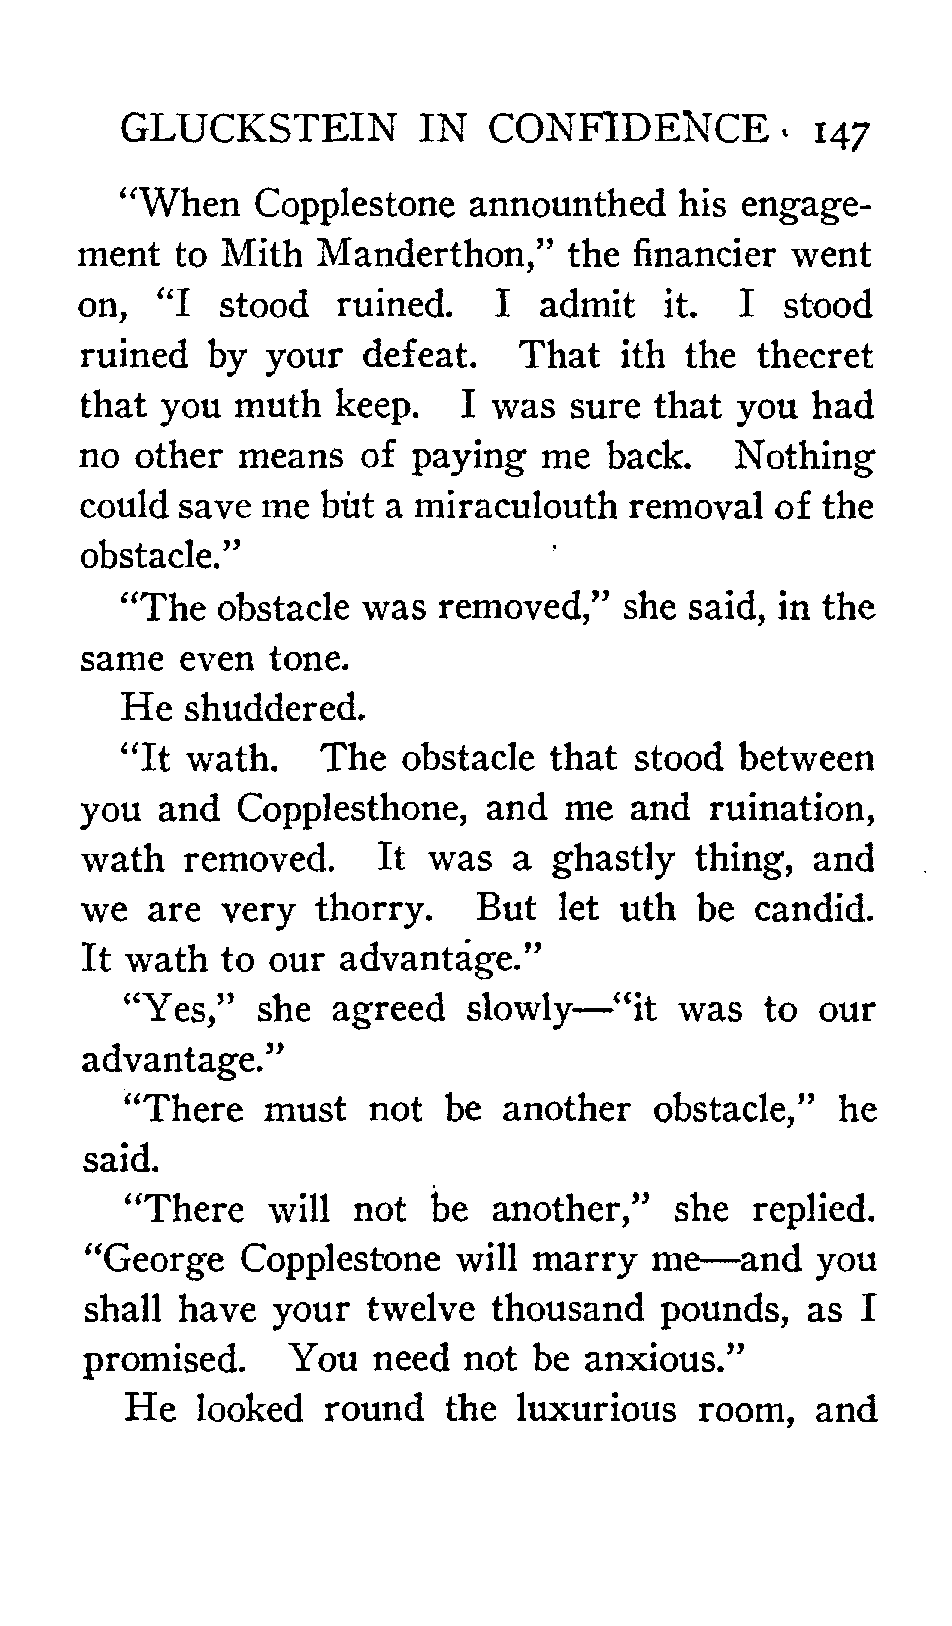 GLUCKSTEIN IN CONFIDENCE 147
"When Copplestone announthed his engage-
ment to Mith Manderthon," the financier went
on, "I stood ruined. I admit it. I stood
ruined by your defeat. That ith the thecret
that you muth keep. I was sure that you had
no other means of paying me back. Nothing
could save me but a miraculouth removal of the
obstacle."
"The obstacle was removed," she said, in the
same even tone.
He shuddered.
"It wath. The obstacle that stood between
you and Copplesthone, and me and ruination,
wath removed. It was a ghastly thing, and
we are very thorry. But let uth be candid.
It wath to our advantage."
"Yes," she agreed slowly—"it was to our
advantage."
"There must not be another obstacle," he
said.
"There will not be another," she replied.
"George Copplestone will marry me—and you
shall have your twelve thousand pounds, as I
promised. You need not be anxious."
He looked round the luxurious room, and